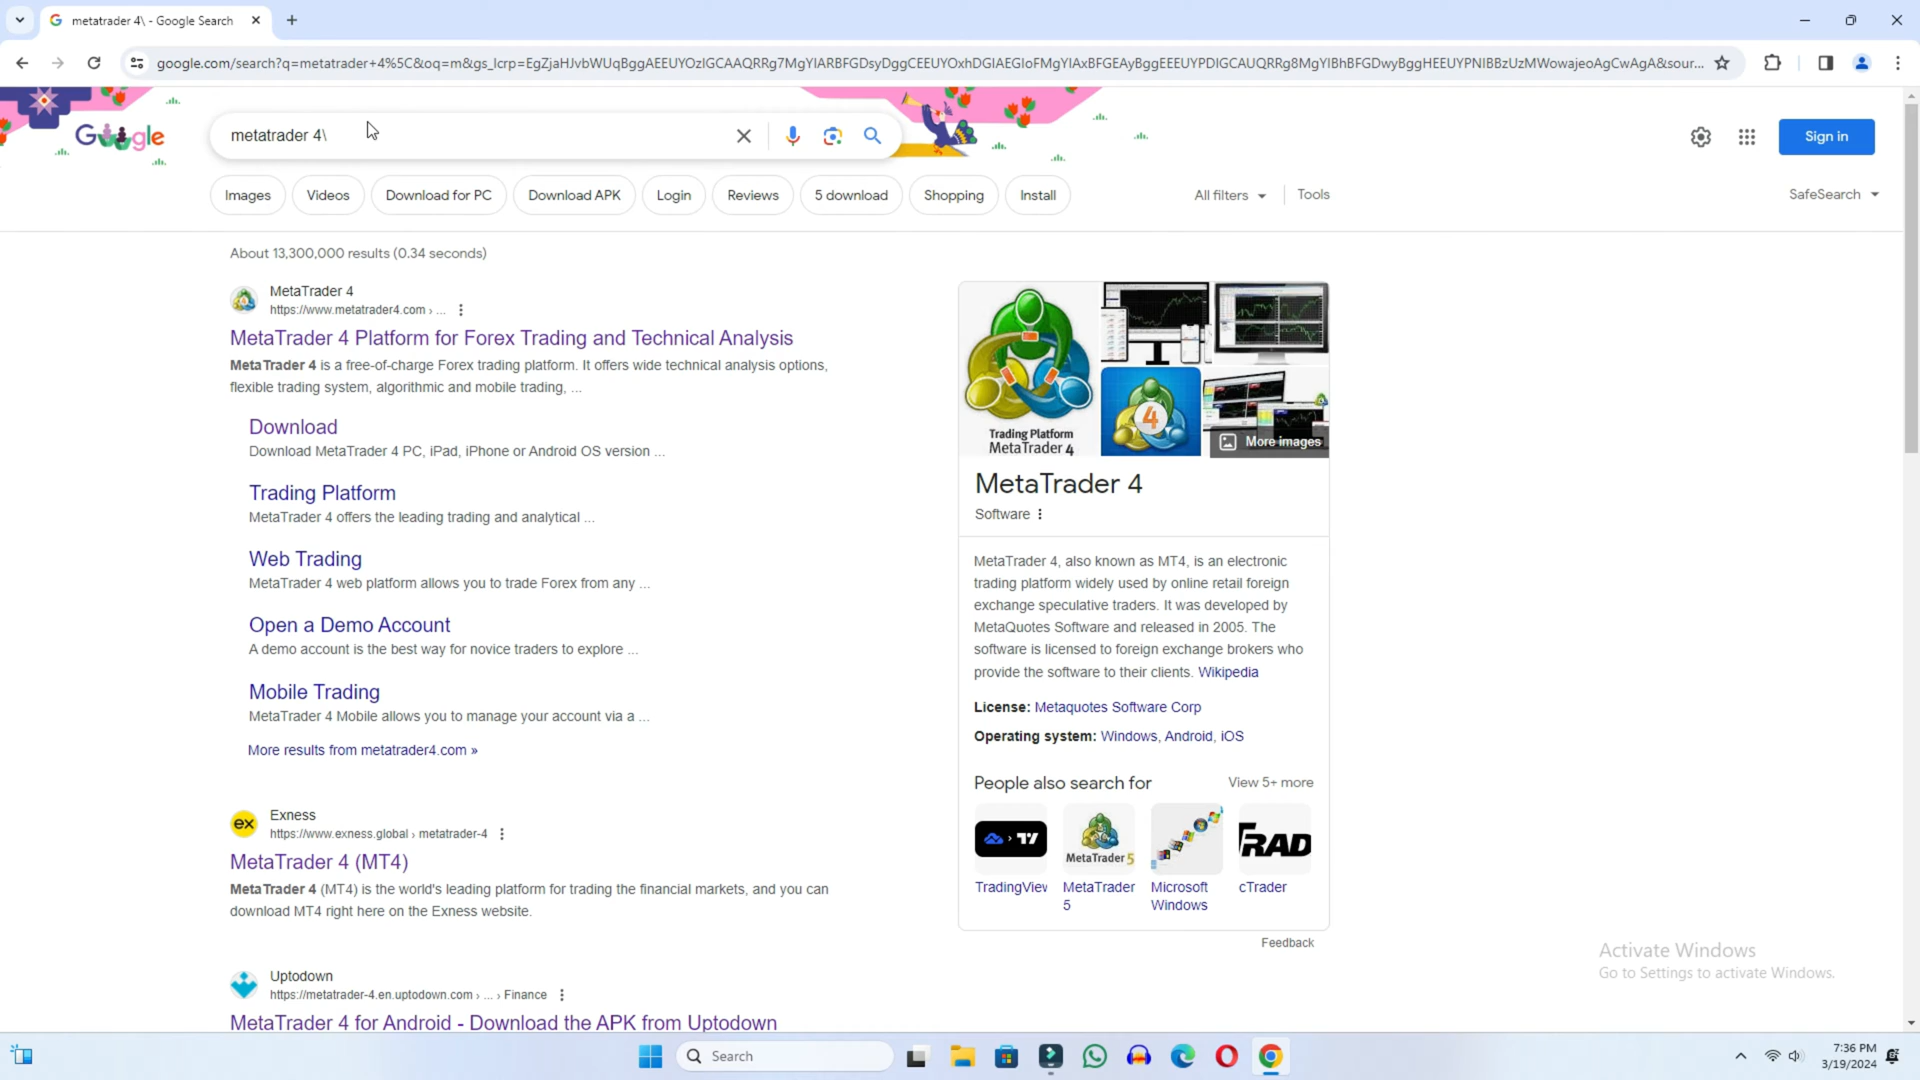 metatrader 4\ - Google Search
google.com/search?q=metatrader+4%5C&oq=m&gs_lcrp=EgZjaHJvbWUqBggAEEUYOzIGCAAQRRg7MgYIARBFGDsyDggCEEUYOxhDGIAEGIoFMgYIAxBFGEAyBggEEEUYPDIGCAUQRRg8MgYIBhBFGDwyBggHEEUYPNIBBzUzMWowajeoAgCwAgA&sour...
Google
metatrader 4\
Sign in
Images
Videos
Download for PC
Download APK
Login
Reviews
5 download
Shopping
Install
All filters
Tools
SafeSearch
About 13,300,000 results (0.34 seconds)
MetaTrader 4
https://www.metatrader4.com › ...
MetaTrader 4 Platform for Forex Trading and Technical Analysis
MetaTrader 4 is a free-of-charge Forex trading platform. It offers wide technical analysis options,
flexible trading system, algorithmic and mobile trading, ...
Download
Download MetaTrader 4 PC, iPad, iPhone or Android OS version ...
Trading Platform
MetaTrader 4 offers the leading trading and analytical ...
Web Trading
MetaTrader 4 web platform allows you to trade Forex from any ...
Open a Demo Account
A demo account is the best way for novice traders to explore ...
Mobile Trading
MetaTrader 4 Mobile allows you to manage your account via a ...
More results from metatrader4.com »
ex
Exness
https://www.exness.global › metatrader-4
MetaTrader 4 (MT4)
MetaTrader 4 (MT4) is the world's leading platform for trading the financial markets, and you can
download MT4 right here on the Exness website.
Uptodown
https://metatrader-4.en.uptodown.com › ... › Finance
MetaTrader 4 for Android - Download the APK from Uptodown
Trading Platform
MetaTrader 4
4
More images
MetaTrader 4
Software
MetaTrader 4, also known as MT4, is an electronic
trading platform widely used by online retail foreign
exchange speculative traders. It was developed by
MetaQuotes Software and released in 2005. The
software is licensed to foreign exchange brokers who
provide the software to their clients. Wikipedia
License: Metaquotes Software Corp
Operating system: Windows, Android, iOS
People also search for
View 5+ more
MetaTrader 5
TRAD
TradingView
MetaTrader
5
Microsoft
Windows
cTrader
Feedback
Activate Windows
Go to Settings to activate Windows.
Search
7:36 PM
3/19/2024